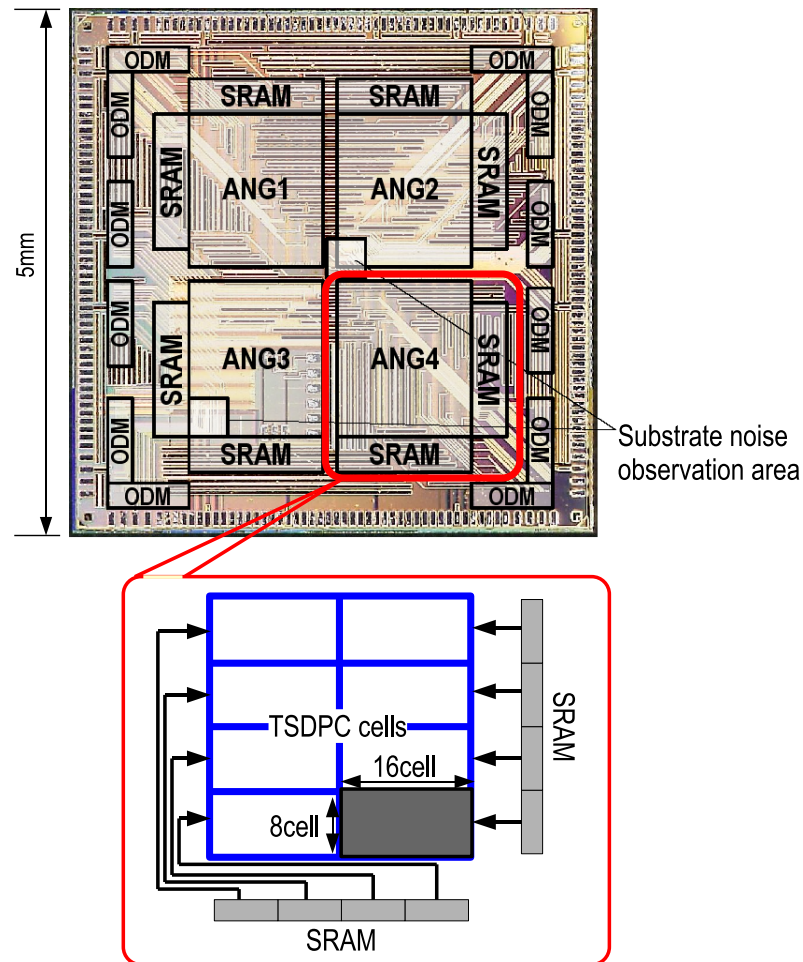 ODM
ODM
ODM
ODM
SRAM
SRAM
SRAM
ANG1
ANG2
SRAM
ODM
ODM
5mm
ODM
ODM
SRAM
ANG3
ANG4
SRAM
ODM
ODM
SRAM
SRAM
ODM
ODM
Substrate noise
observation area
TSDPC cells
16cell
8cell
SRAM
SRAM